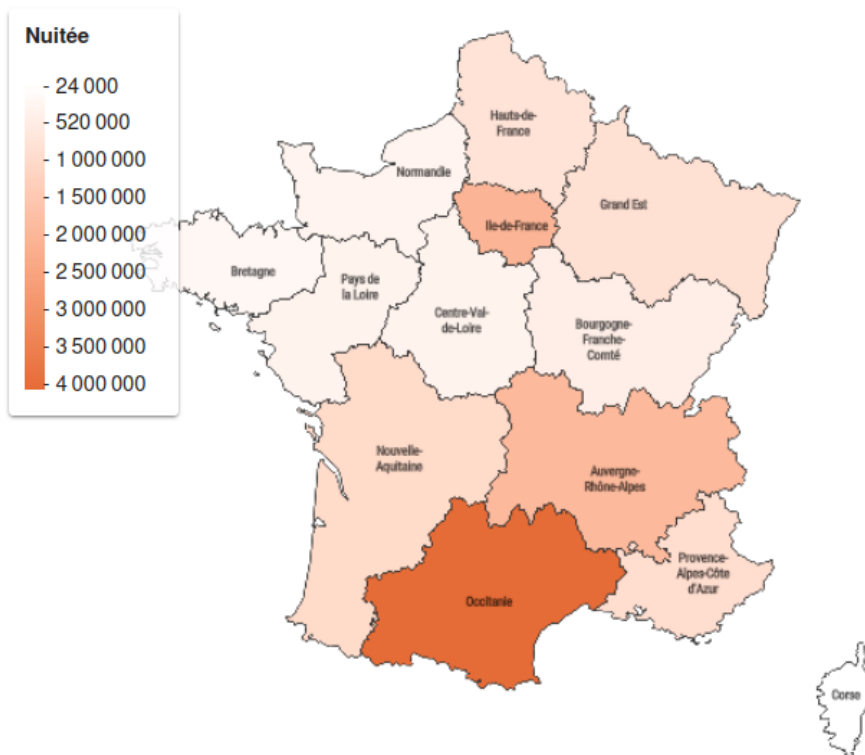 Nuitée
- 24 000
- 520 000
- 1 000 000
- 1 500 000
- 2 000 000
- 2 500 000
- 3 000 000
- 3 500 000
- 4 000 000
Hauts-de-
France
Normandie
Grand Est
Ile-de-France
Bretagne
Pays de
la Loire
Centre-Val-
de-Loire
Bourgogne-
Franche-
Comté
Nouvelle-
Aquitaine
Auvergne-
Rhône-Alpes
Provence-
Alpes-Côte
d'Azur
Occitanie
Corse